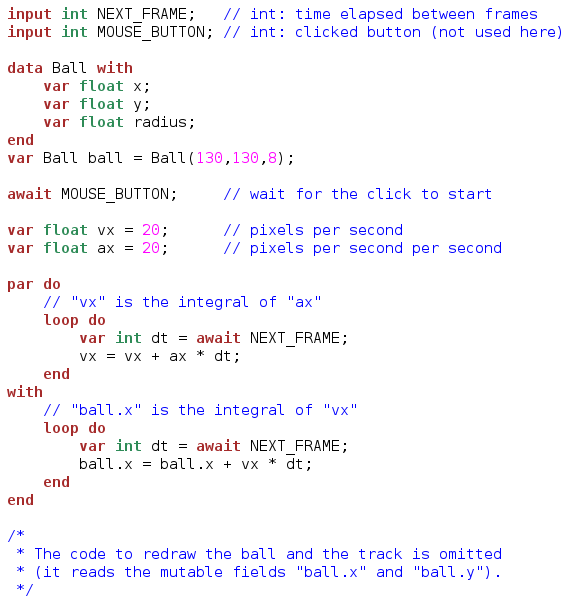 input int NEXT_FRAME;   // int: time elapsed between frames
input int MOUSE_BUTTON; // int: clicked button (not used here)

data Ball with
    var float x;
    var float y;
    var float radius;
end
var Ball ball = Ball(130,130,8);

await MOUSE_BUTTON;     // wait for the click to start

var float vx = 20;      // pixels per second
var float ax = 20;      // pixels per second per second

par do
    // "vx" is the integral of "ax"
    loop do
        var int dt = await NEXT_FRAME;
        vx = vx + ax * dt;
    end
with
    // "ball.x" is the integral of "vx"
    loop do
        var int dt = await NEXT_FRAME;
        ball.x = ball.x + vx * dt;
    end
end

/*
 * The code to redraw the ball and the track is omitted
 * (it reads the mutable fields "ball.x" and "ball.y").
 */